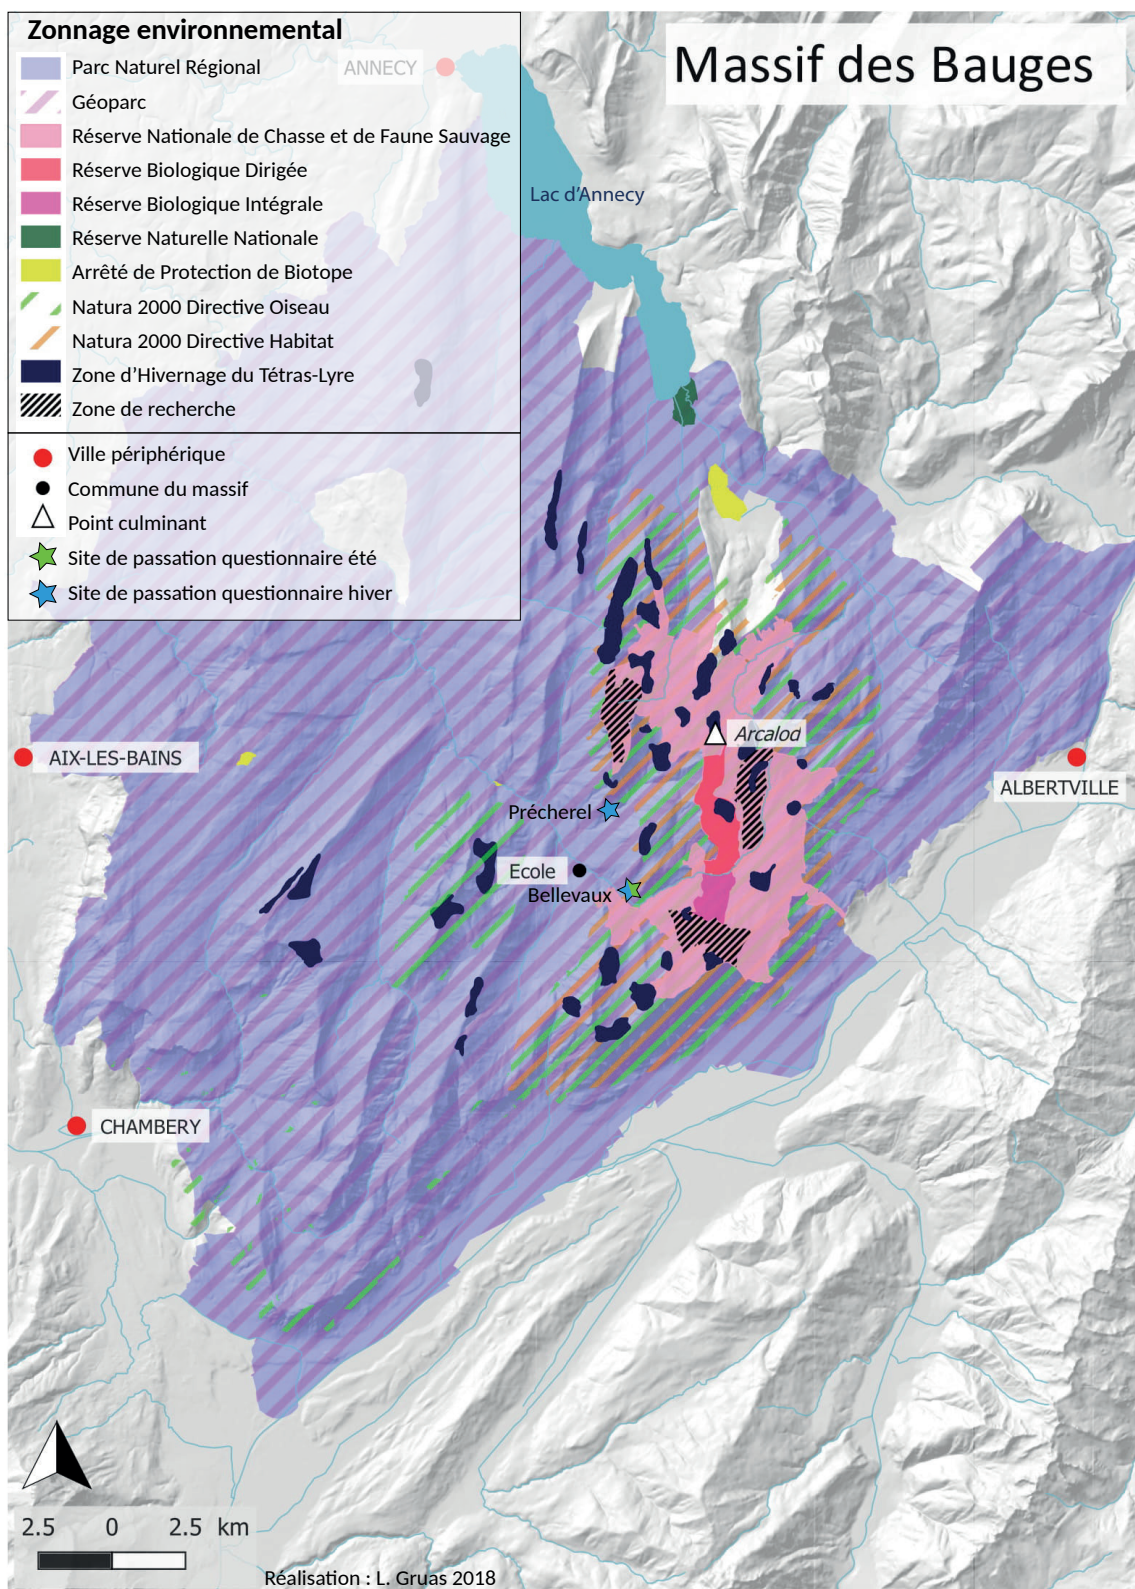 Zonnage environnemental
Parc Naturel Régional
Géoparc
Réserve Nationale de Chasse et de Faune Sauvage
Réserve Biologique Dirigée
Réserve Biologique Intégrale
Réserve Naturelle Nationale
Arrêté de Protection de Biotope
Natura 2000 Directive Oiseau
Natura 2000 Directive Habitat
Zone d'Hivernage du Tétras-Lyre
Zone de recherche
Ville périphérique
Commune du massif
Point culminant
Site de passation questionnaire été
Site de passation questionnaire hiver
Massif des Bauges
ANNECY
Lac d'Annecy
Arcalod
AIX-LES-BAINS
ALBERTVILLE
Précherel
Ecole
Bellevaux
CHAMBERY
2.5 0 2.5 km
Réalisation : L. Gruas 2018